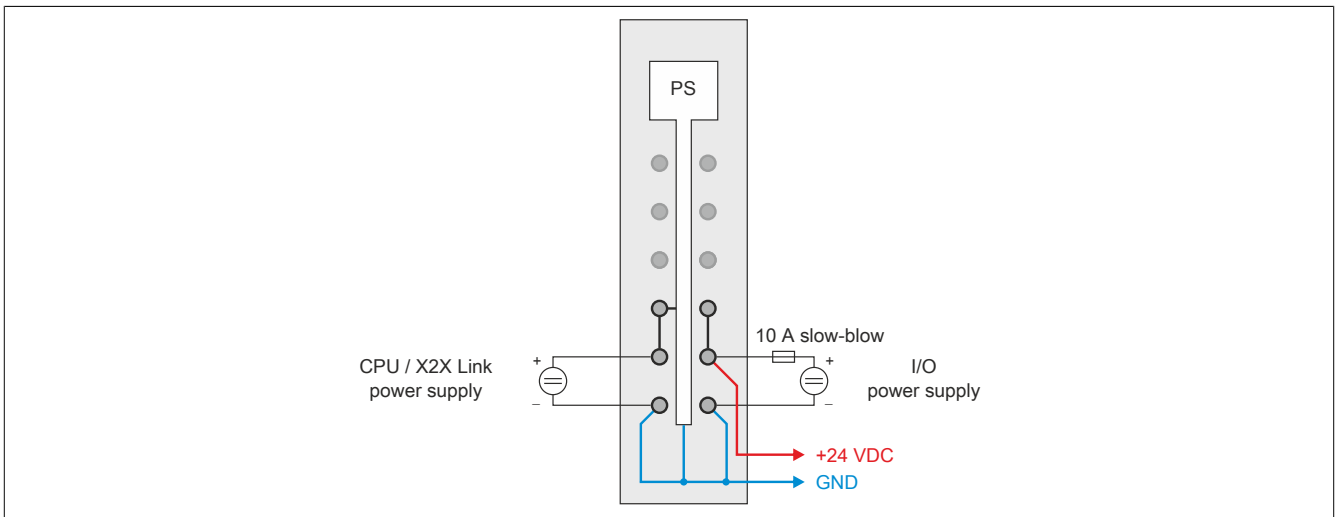 PS
10 A slow-blow
CPU / X2X Link
power supply
+
−
+
−
I/O
power supply
+24 VDC
GND